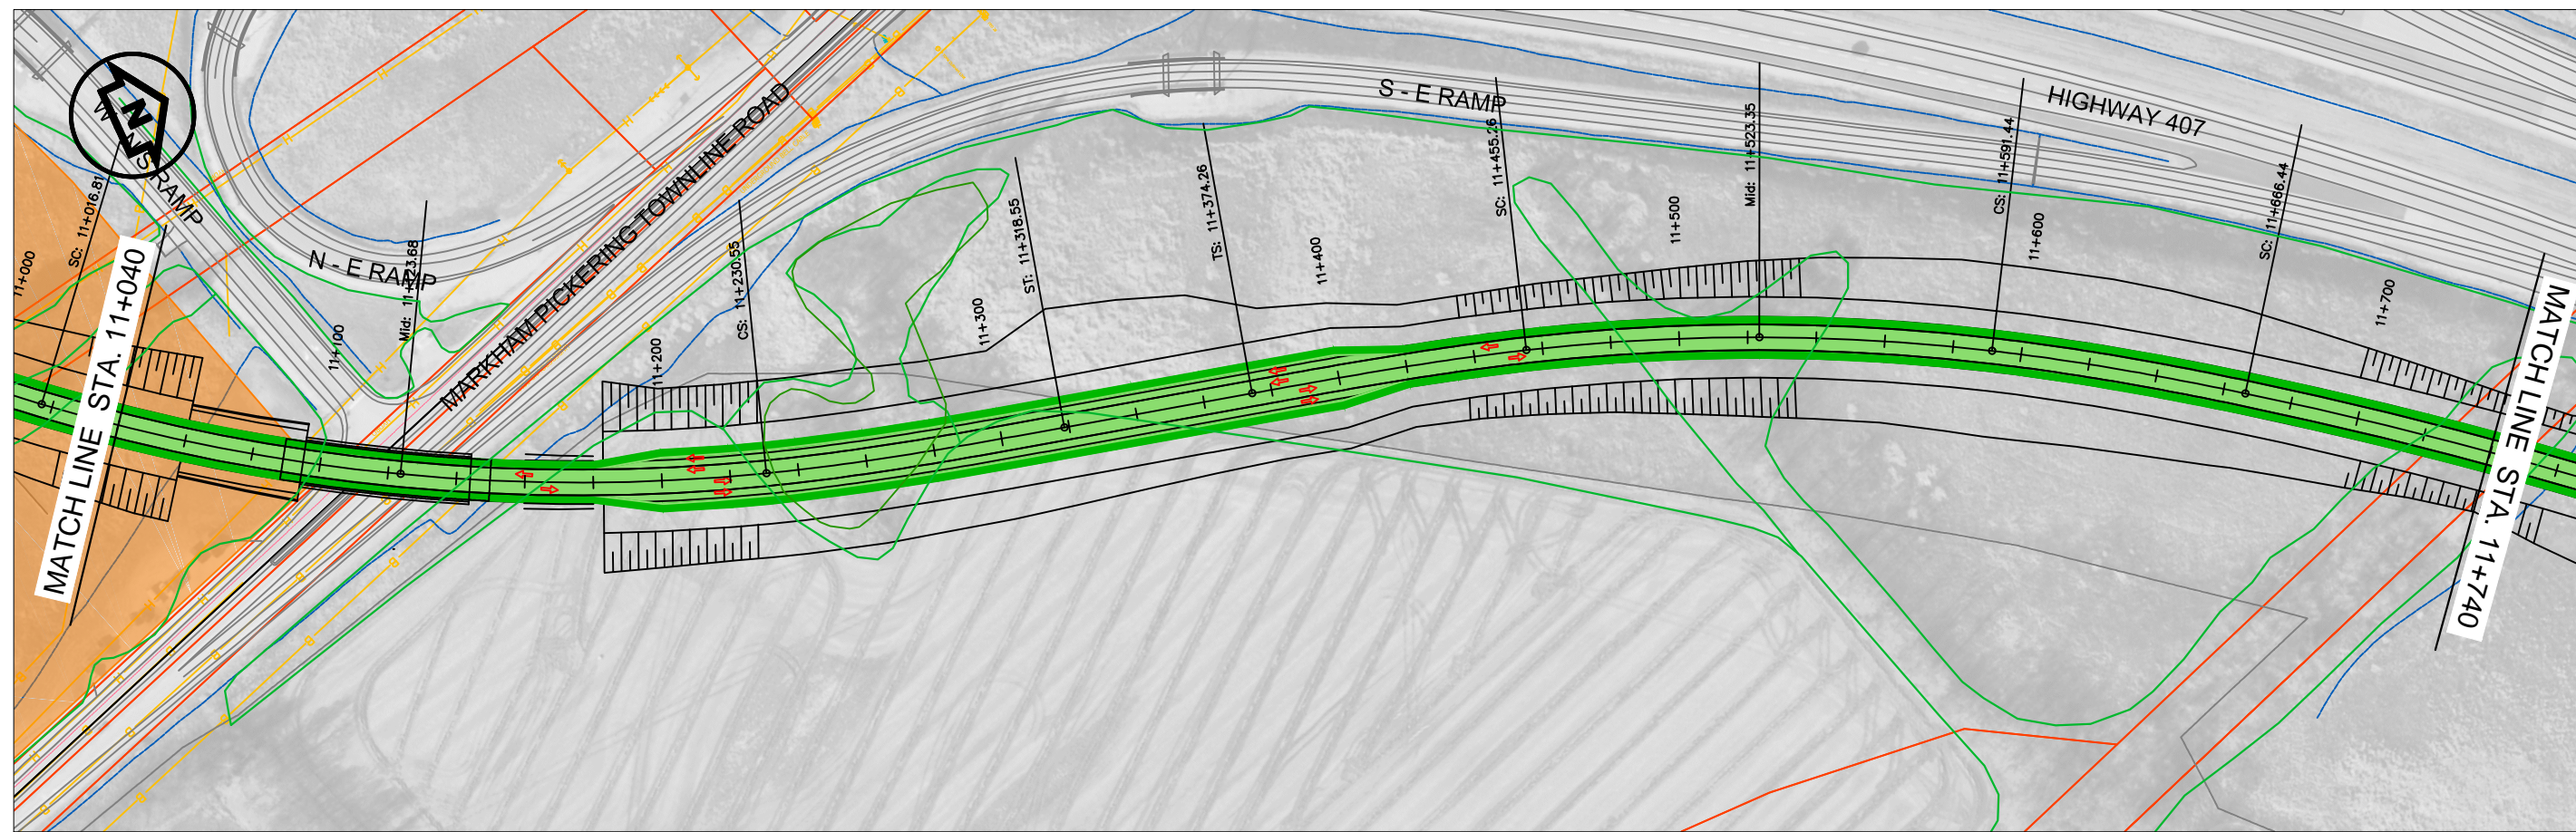 N
W - N/S RAMP
N - E RAMP
MARKHAM PICKERING TOWNLINE ROAD
S - E RAMP
HIGHWAY 407
MATCH LINE STA. 11+040
MATCH LINE STA. 11+740
11+000
SC: 11+016.81
11+100
Mid: 11+123.68
11+200
CS: 11+230.55
11+300
ST: 11+318.55
TS: 11+374.26
11+400
SC: 11+455.26
11+500
Mid: 11+523.35
CS: 11+591.44
11+600
SC: 11+666.44
11+700